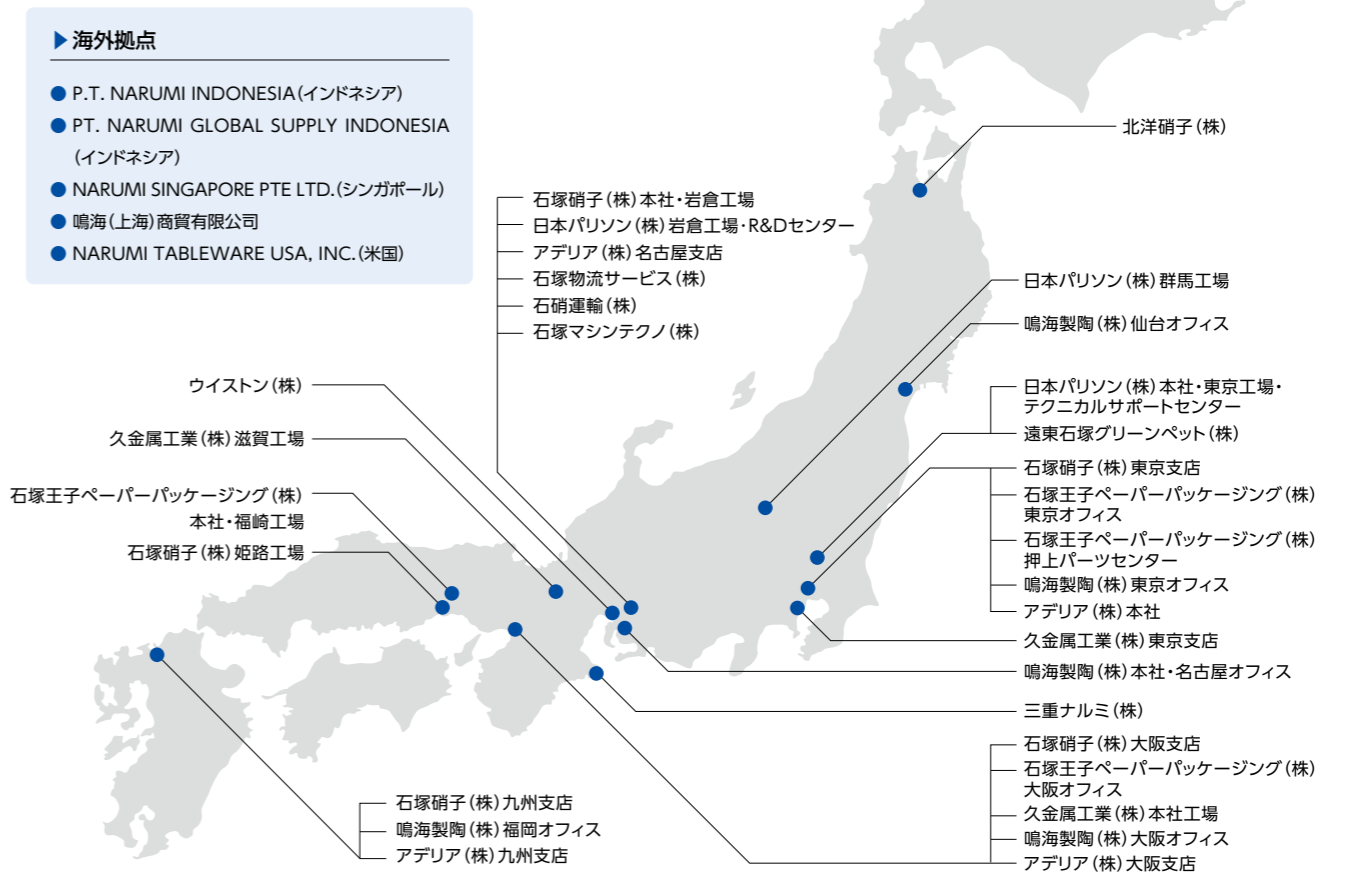 ▶海外拠点
● P.T. NARUMI INDONESIA(インドネシア)
● PT. NARUMI GLOBAL SUPPLY INDONESIA
(インドネシア)
● NARUMI SINGAPORE PTE LTD.(シンガポール)
● 鳴海(上海)商貿有限公司
● NARUMI TABLEWARE USA, INC.(米国)
北洋硝子(株)
石塚硝子(株)本社・岩倉工場
日本パリソン(株)岩倉工場・R&Dセンター
アデリア(株)名古屋支店
石塚物流サービス(株)
石硝運輸(株)
石塚マシンテクノ(株)
ウイストン(株)
久金属工業(株)滋賀工場
石塚王子ペーパーパッケージング(株)
本社・福崎工場
石塚硝子(株)姫路工場
日本パリソン(株)群馬工場
鳴海製陶(株)仙台オフィス
日本パリソン(株)本社・東京工場・
テクニカルサポートセンター
遠東石塚グリーンペット(株)
石塚硝子(株)東京支店
石塚王子ペーパーパッケージング(株)
東京オフィス
石塚王子ペーパーパッケージング(株)
押上パーツセンター
鳴海製陶(株)東京オフィス
アデリア(株)本社
久金属工業(株)東京支店
鳴海製陶(株)本社・名古屋オフィス
三重ナルミ(株)
石塚硝子(株)大阪支店
石塚王子ペーパーパッケージング(株)
大阪オフィス
久金属工業(株)本社工場
鳴海製陶(株)大阪オフィス
アデリア(株)大阪支店
石塚硝子(株)九州支店
鳴海製陶(株)福岡オフィス
アデリア(株)九州支店